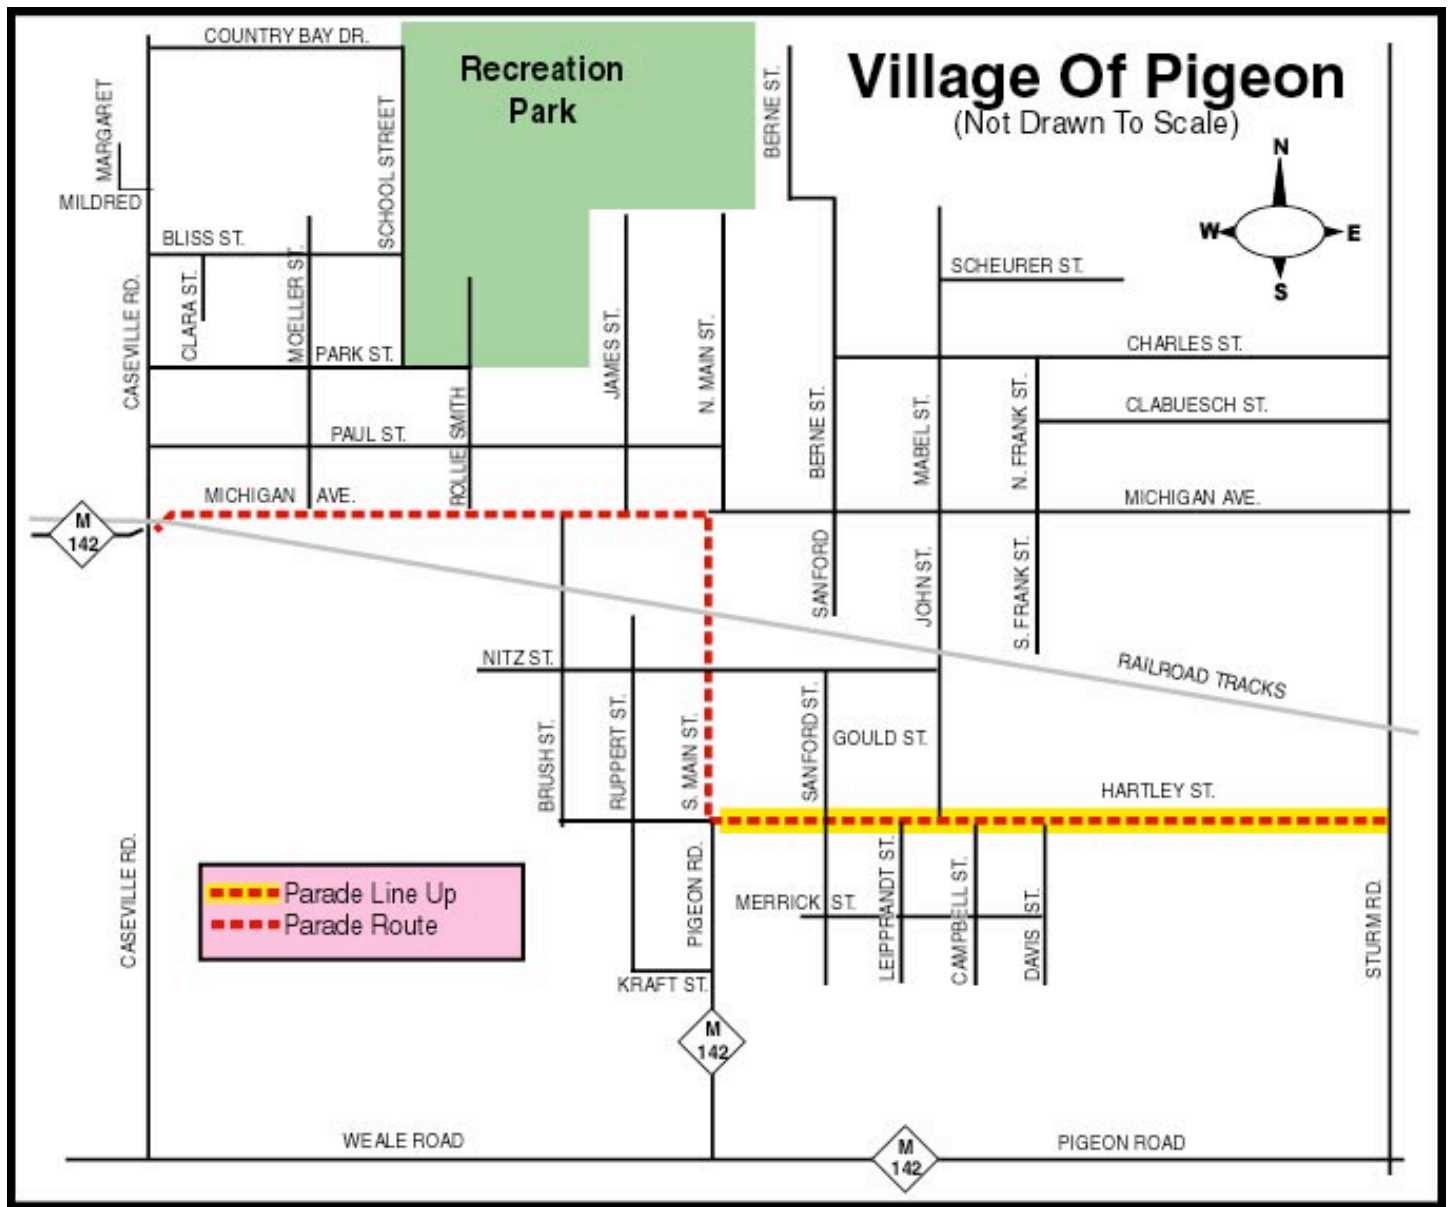 COUNTRY BAY DR.
Recreation
Park
Village Of Pigeon
(Not Drawn To Scale)
BERNE ST.
MARGARET
SCHOOL STREET
N
W
E
S
MILDRED
BLISS ST.
SCHEURER ST.
CASEVILLE RD.
CLARA ST.
MOELLER ST.
PARK ST.
JAMES ST.
N. MAIN ST.
CHARLES ST.
ROLLIE SMITH
BERNE ST.
MABEL ST.
N. FRANK ST.
CLABUESCH ST.
PAUL ST.
MICHIGAN AVE.
MICHIGAN AVE.
M
142
SANFORD
JOHN ST.
S. FRANK ST.
NITZ ST.
RAILROAD TRACKS
BRUSH ST.
RUPPERT ST.
S. MAIN ST.
SANFORD ST.
GOULD ST.
HARTLEY ST.
CASEVILLE RD.
Parade Line Up
Parade Route
PIGEON RD.
MERRICK ST.
LEIPPRANDT ST.
CAMPBELL ST.
DAVIS ST.
STURM RD.
KRAFT ST.
M
142
WEALE ROAD
M
142
PIGEON ROAD